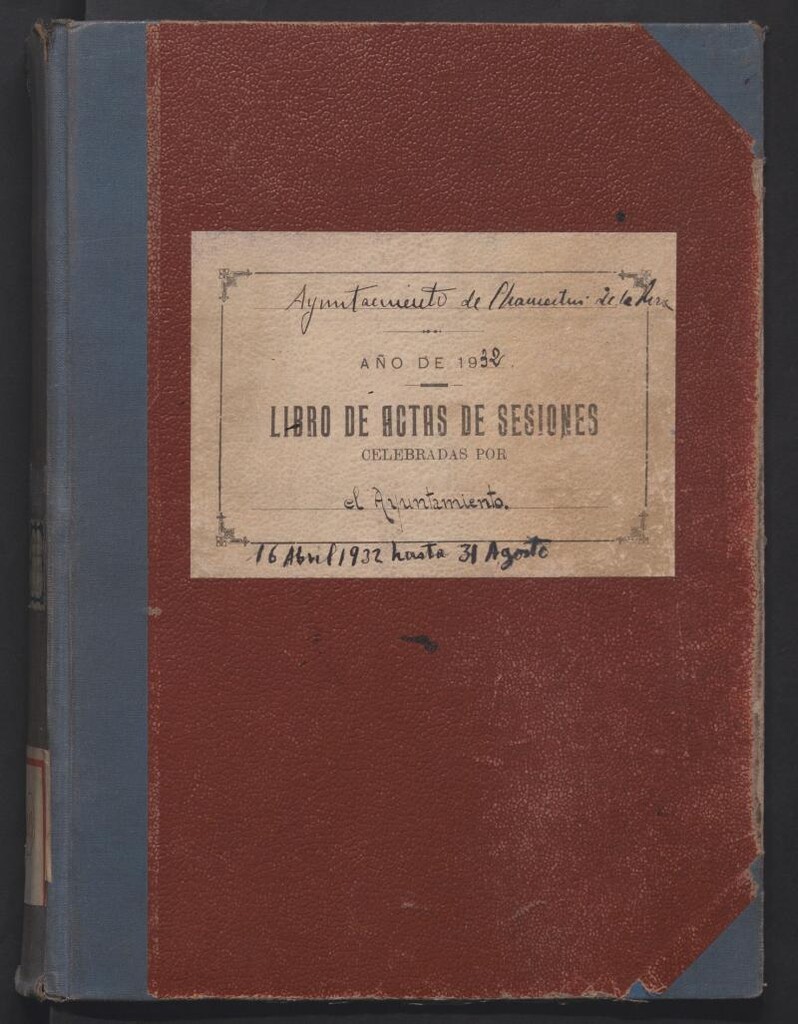 Ayuntamiento de Chamartin de la Rosa
AÑO DE 1932.
LIBRO DE ACTAS DE SESIONES
CELEBRADAS POR
el Ayuntamiento.
16 Abril 1932 hasta 31 Agosto